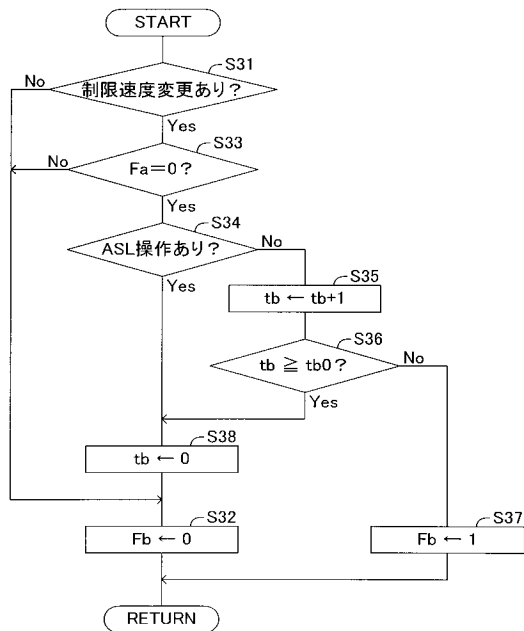 START
S31
制限速度変更あり？
No
Yes
S33
Fa＝0？
No
Yes
S34
ASL操作あり？
No
Yes
S35
tb ← tb+1
S36
tb ≧ tb0？
No
Yes
S38
tb ← 0
S32
Fb ← 0
S37
Fb ← 1
RETURN